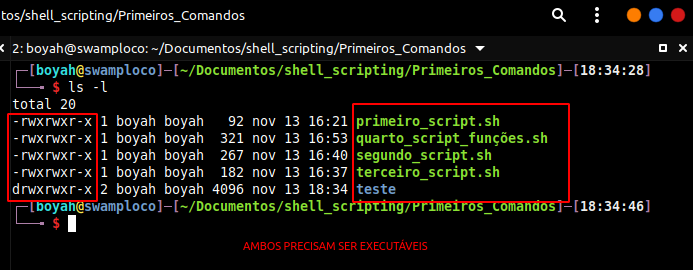 tos/shell_scripting/Primeiros_Comandos
2: boyah@swamploco: ~/Documentos/shell_scripting/Primeiros_Comandos
[boyah@swamploco]-[~/Documentos/shell_scripting/Primeiros_Comandos]-[18:34:28]
$ ls -l
total 20
-rwxrwxr-x 1 boyah boyah   92 nov 13 16:21 primeiro_script.sh
-rwxrwxr-x 1 boyah boyah  321 nov 13 16:53 quarto_script_funções.sh
-rwxrwxr-x 1 boyah boyah  267 nov 13 16:40 segundo_script.sh
-rwxrwxr-x 1 boyah boyah  182 nov 13 16:37 terceiro_script.sh
drwxrwxr-x 2 boyah boyah 4096 nov 13 18:34 teste
[boyah@swamploco]-[~/Documentos/shell_scripting/Primeiros_Comandos]-[18:34:46]
$
AMBOS PRECISAM SER EXECUTÁVEIS